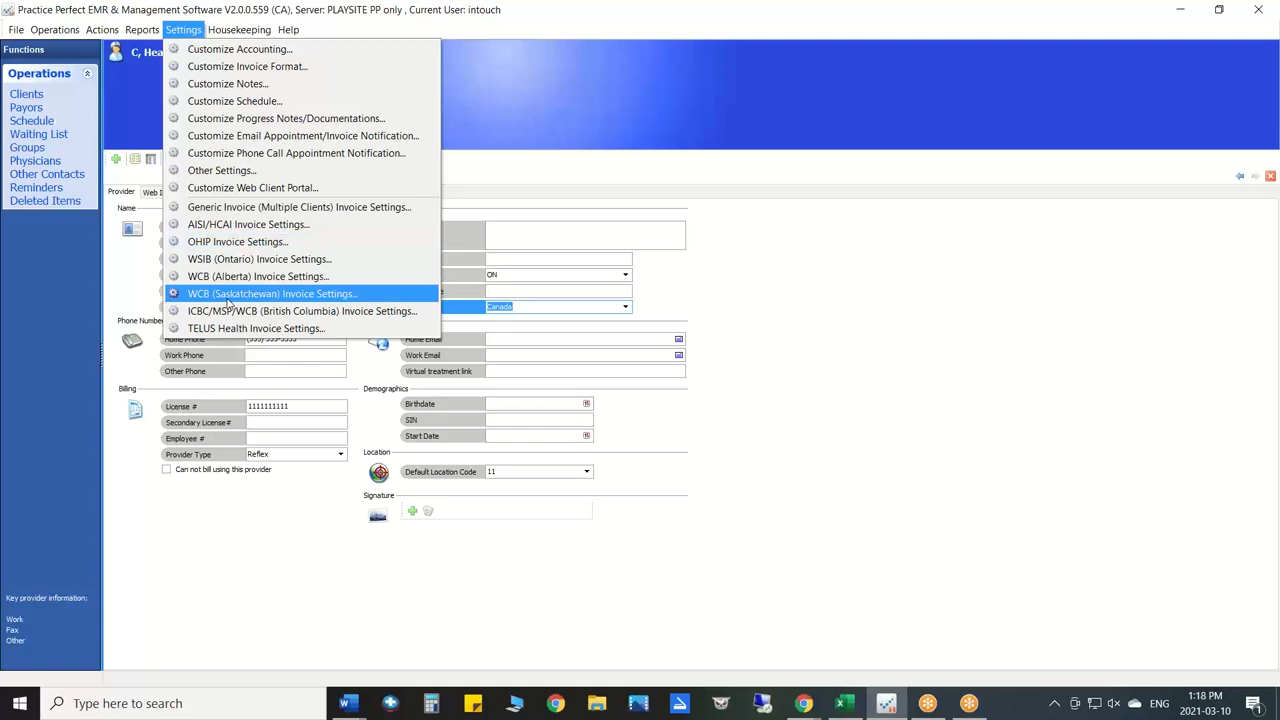 Practice Perfect EMR & Management Software V2.0.0.559 (CA), Server: PLAYSITE PP only , Current User: intouch
File Operations Actions Reports Settings Housekeeping Help
Functions
Operations
Clients
Payors
Schedule
Waiting List
Groups
Physicians
Other Contacts
Reminders
Deleted Items
Key provider information:
Work
Fax
Other
C, Hea
Customize Accounting...
Customize Invoice Format...
Customize Notes...
Customize Schedule...
Customize Progress Notes/Documentations...
Customize Email Appointment/Invoice Notification...
Customize Phone Call Appointment Notification...
Other Settings...
Customize Web Client Portal...
Generic Invoice (Multiple Clients) Invoice Settings...
AISI/HCAI Invoice Settings...
OHIP Invoice Settings...
WSIB (Ontario) Invoice Settings...
WCB (Alberta) Invoice Settings...
WCB (Saskatchewan) Invoice Settings...
ICBC/MSP/WCB (British Columbia) Invoice Settings...
TELUS Health Invoice Settings...
Provider Web I
Name
ON
Canada
Phone Number
Home Phone (555) 555-5555
Work Phone
Other Phone
Home Email
Work Email
Virtual treatment link
Billing
License # 1111111111
Secondary License#
Employee #
Provider Type Reflex
Can not bill using this provider
Demographics
Birthdate
SIN
Start Date
Location
Default Location Code 11
Signature
Type here to search
ENG
1:18 PM
2021-03-10